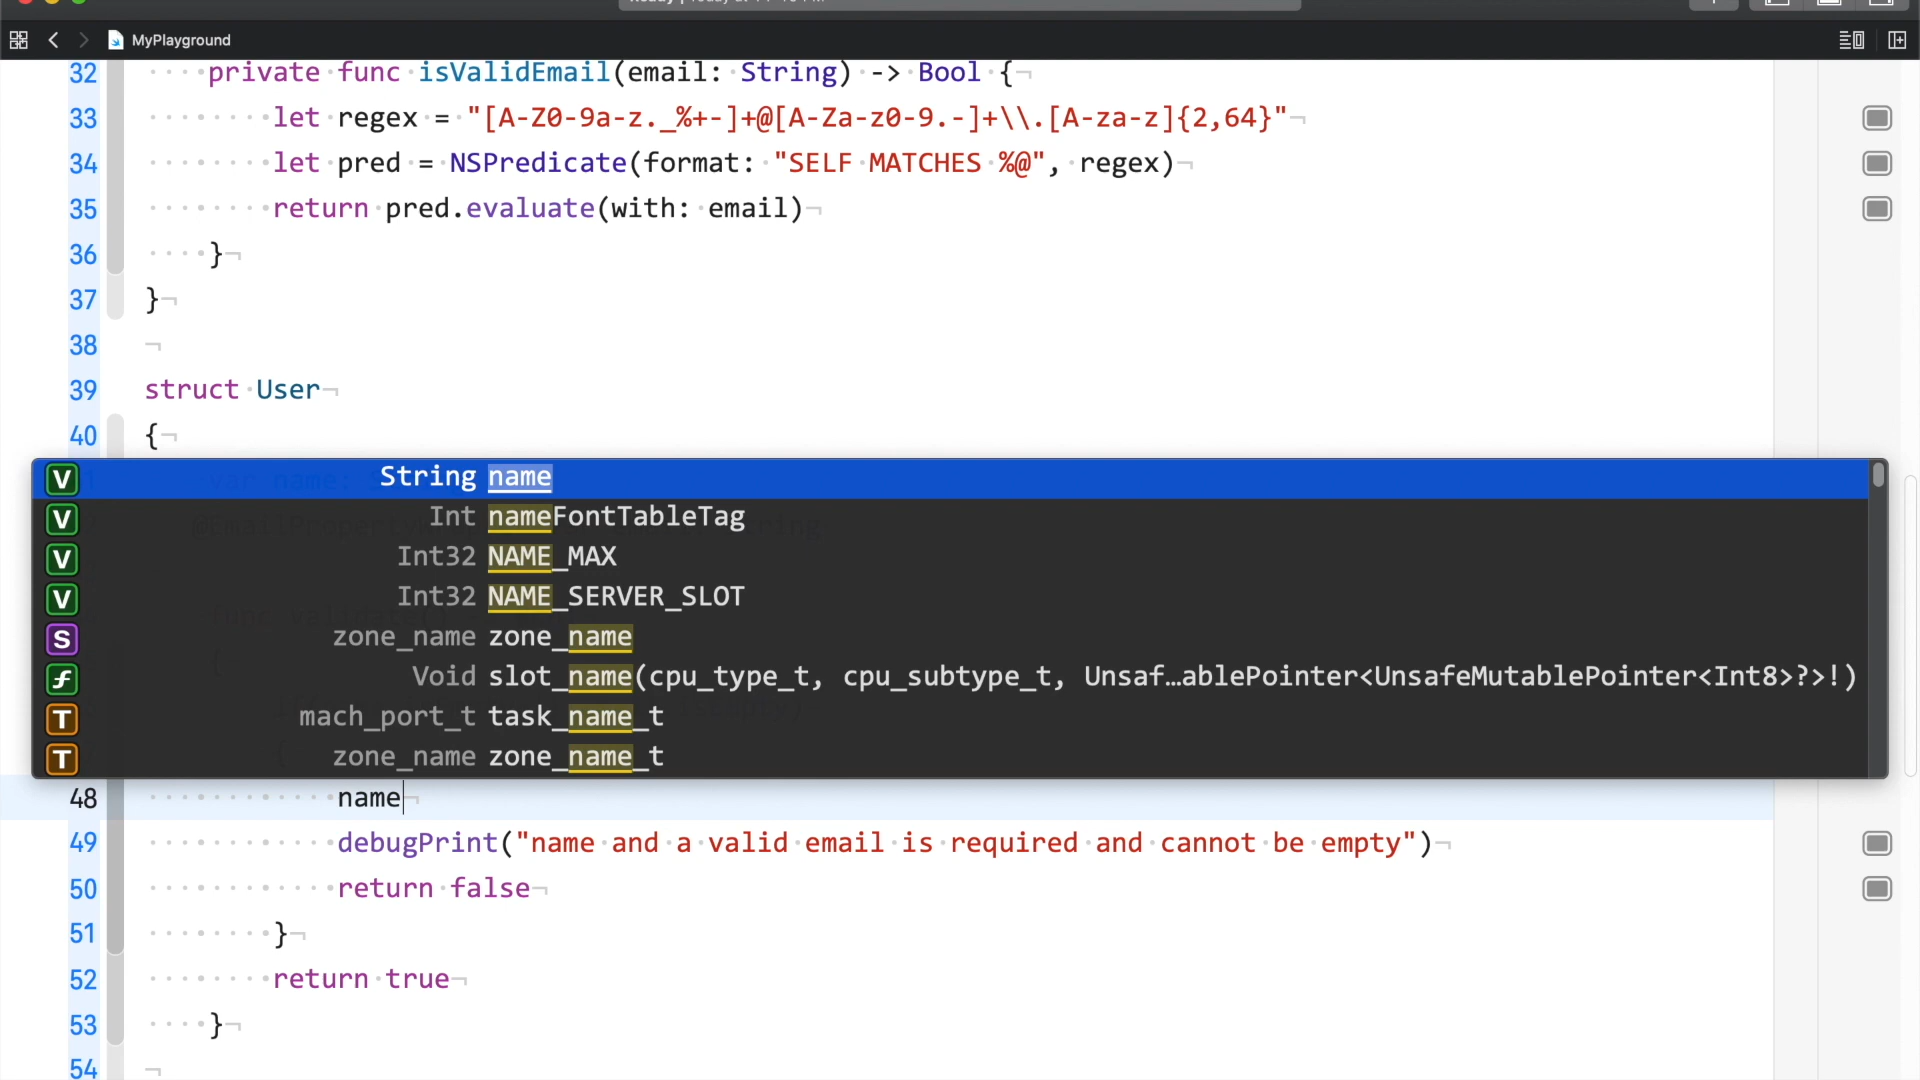 MyPlayground
32 private func isValidEmail(email: String) -> Bool {
33 let regex = "[A-Z0-9a-z._%+-]+@[A-Za-z0-9.-]+\\.[A-za-z]{2,64}"
34 let pred = NSPredicate(format: "SELF MATCHES %@", regex)
35 return pred.evaluate(with: email)
36 }
37 }
38
39 struct User
40 {
V String name
V Int nameFontTableTag
V Int32 NAME_MAX
V Int32 NAME_SERVER_SLOT
S zone_name zone_name
f Void slot_name(cpu_type_t, cpu_subtype_t, Unsaf…ablePointer<UnsafeMutablePointer<Int8>?>!)
T mach_port_t task_name_t
T zone_name zone_name_t
48 name
49 debugPrint("name and a valid email is required and cannot be empty")
50 return false
51 }
52 return true
53 }
54